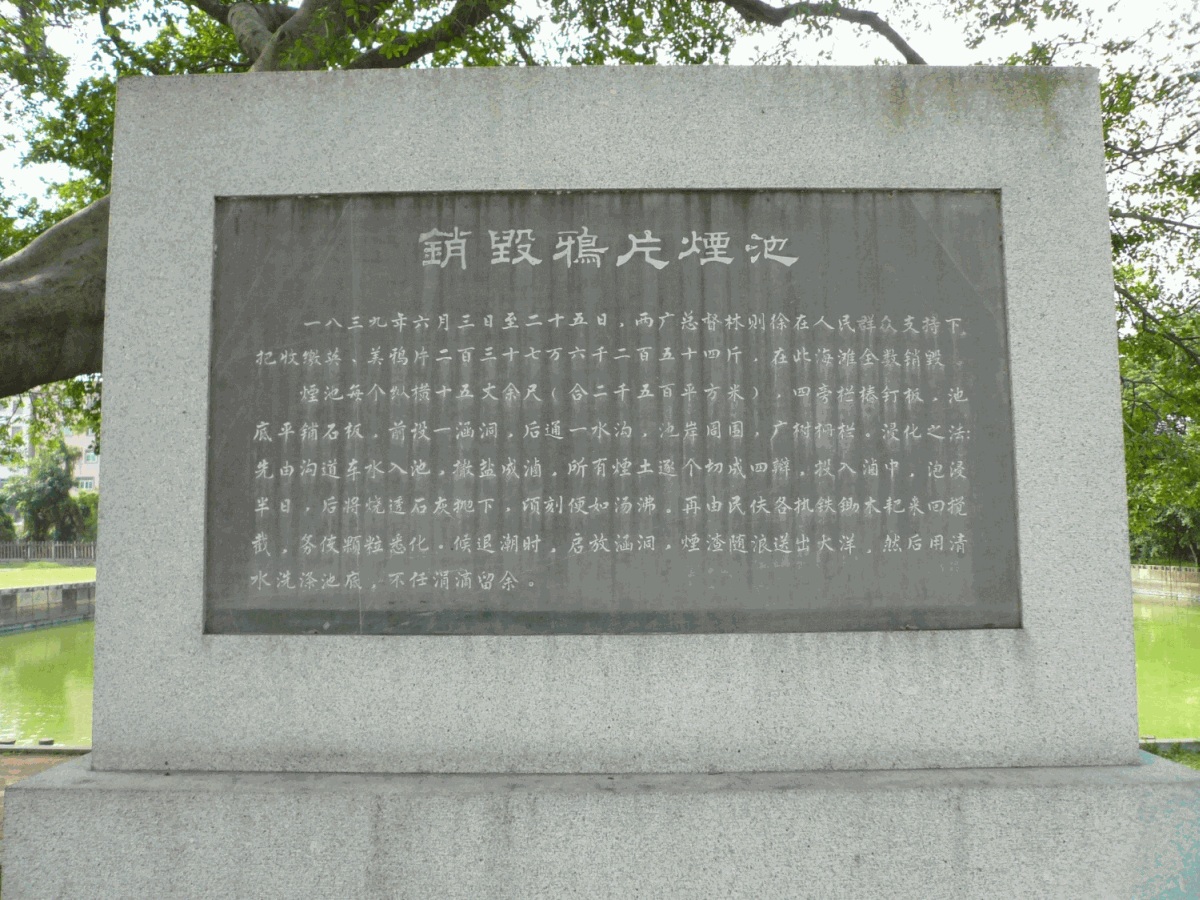 銷毀鴉片煙池
一八三九年六月三日至二十五日，两广总督林则徐在人民群众支持下，
把收缴英、美鸦片二百三十七万六千二百五十四斤，在此海滩全数销毁。
煙池每个纵横十五丈余尺（合二千五百平方米），四旁拦桩钉板，池
底平铺石板，前设一涵洞，后通一水沟，池岸周围，广树栅栏，浸化之法：
先由沟道车水入池，撒盐成滷，所有煙土逐个切成四瓣，投入滷中，泡浸
半日，后将烧透石灰抛下，顷刻便如汤沸，再由民伕各执铁锄木耙来回搅
截，务使颗粒悉化，候退潮时，启放涵洞，煙渣随浪送出大洋，然后用清
水洗涤池底，不任涓滴留余。